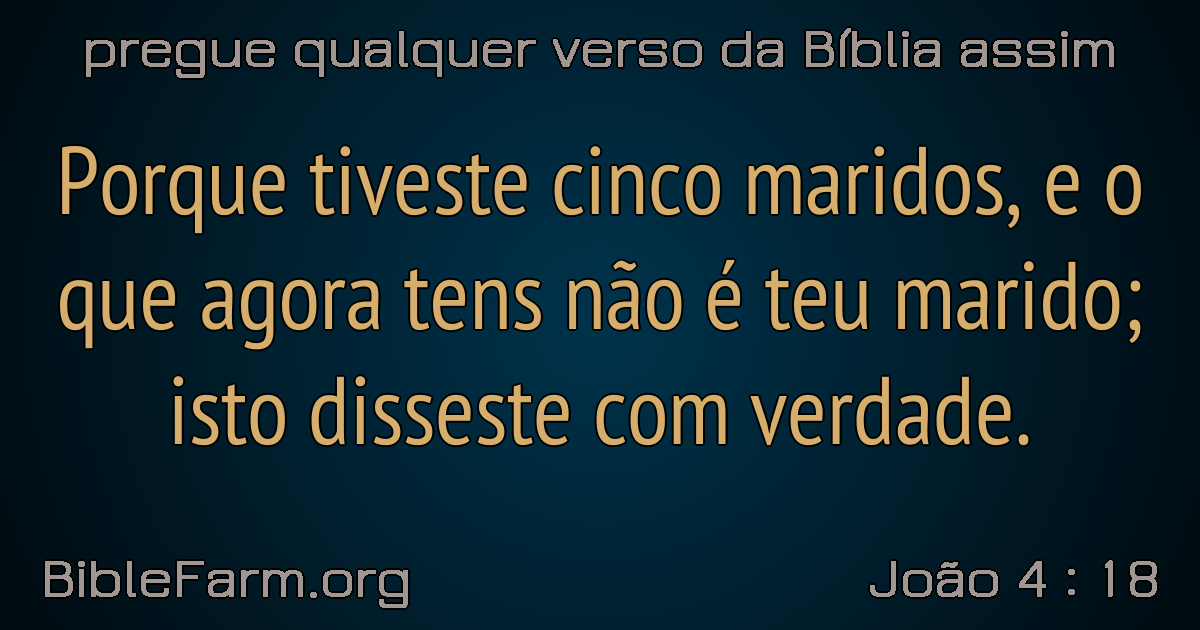 pregue qualquer verso da Bíblia assim
Porque tiveste cinco maridos, e o
que agora tens não é teu marido;
isto disseste com verdade.
BibleFarm.org
João 4 : 18